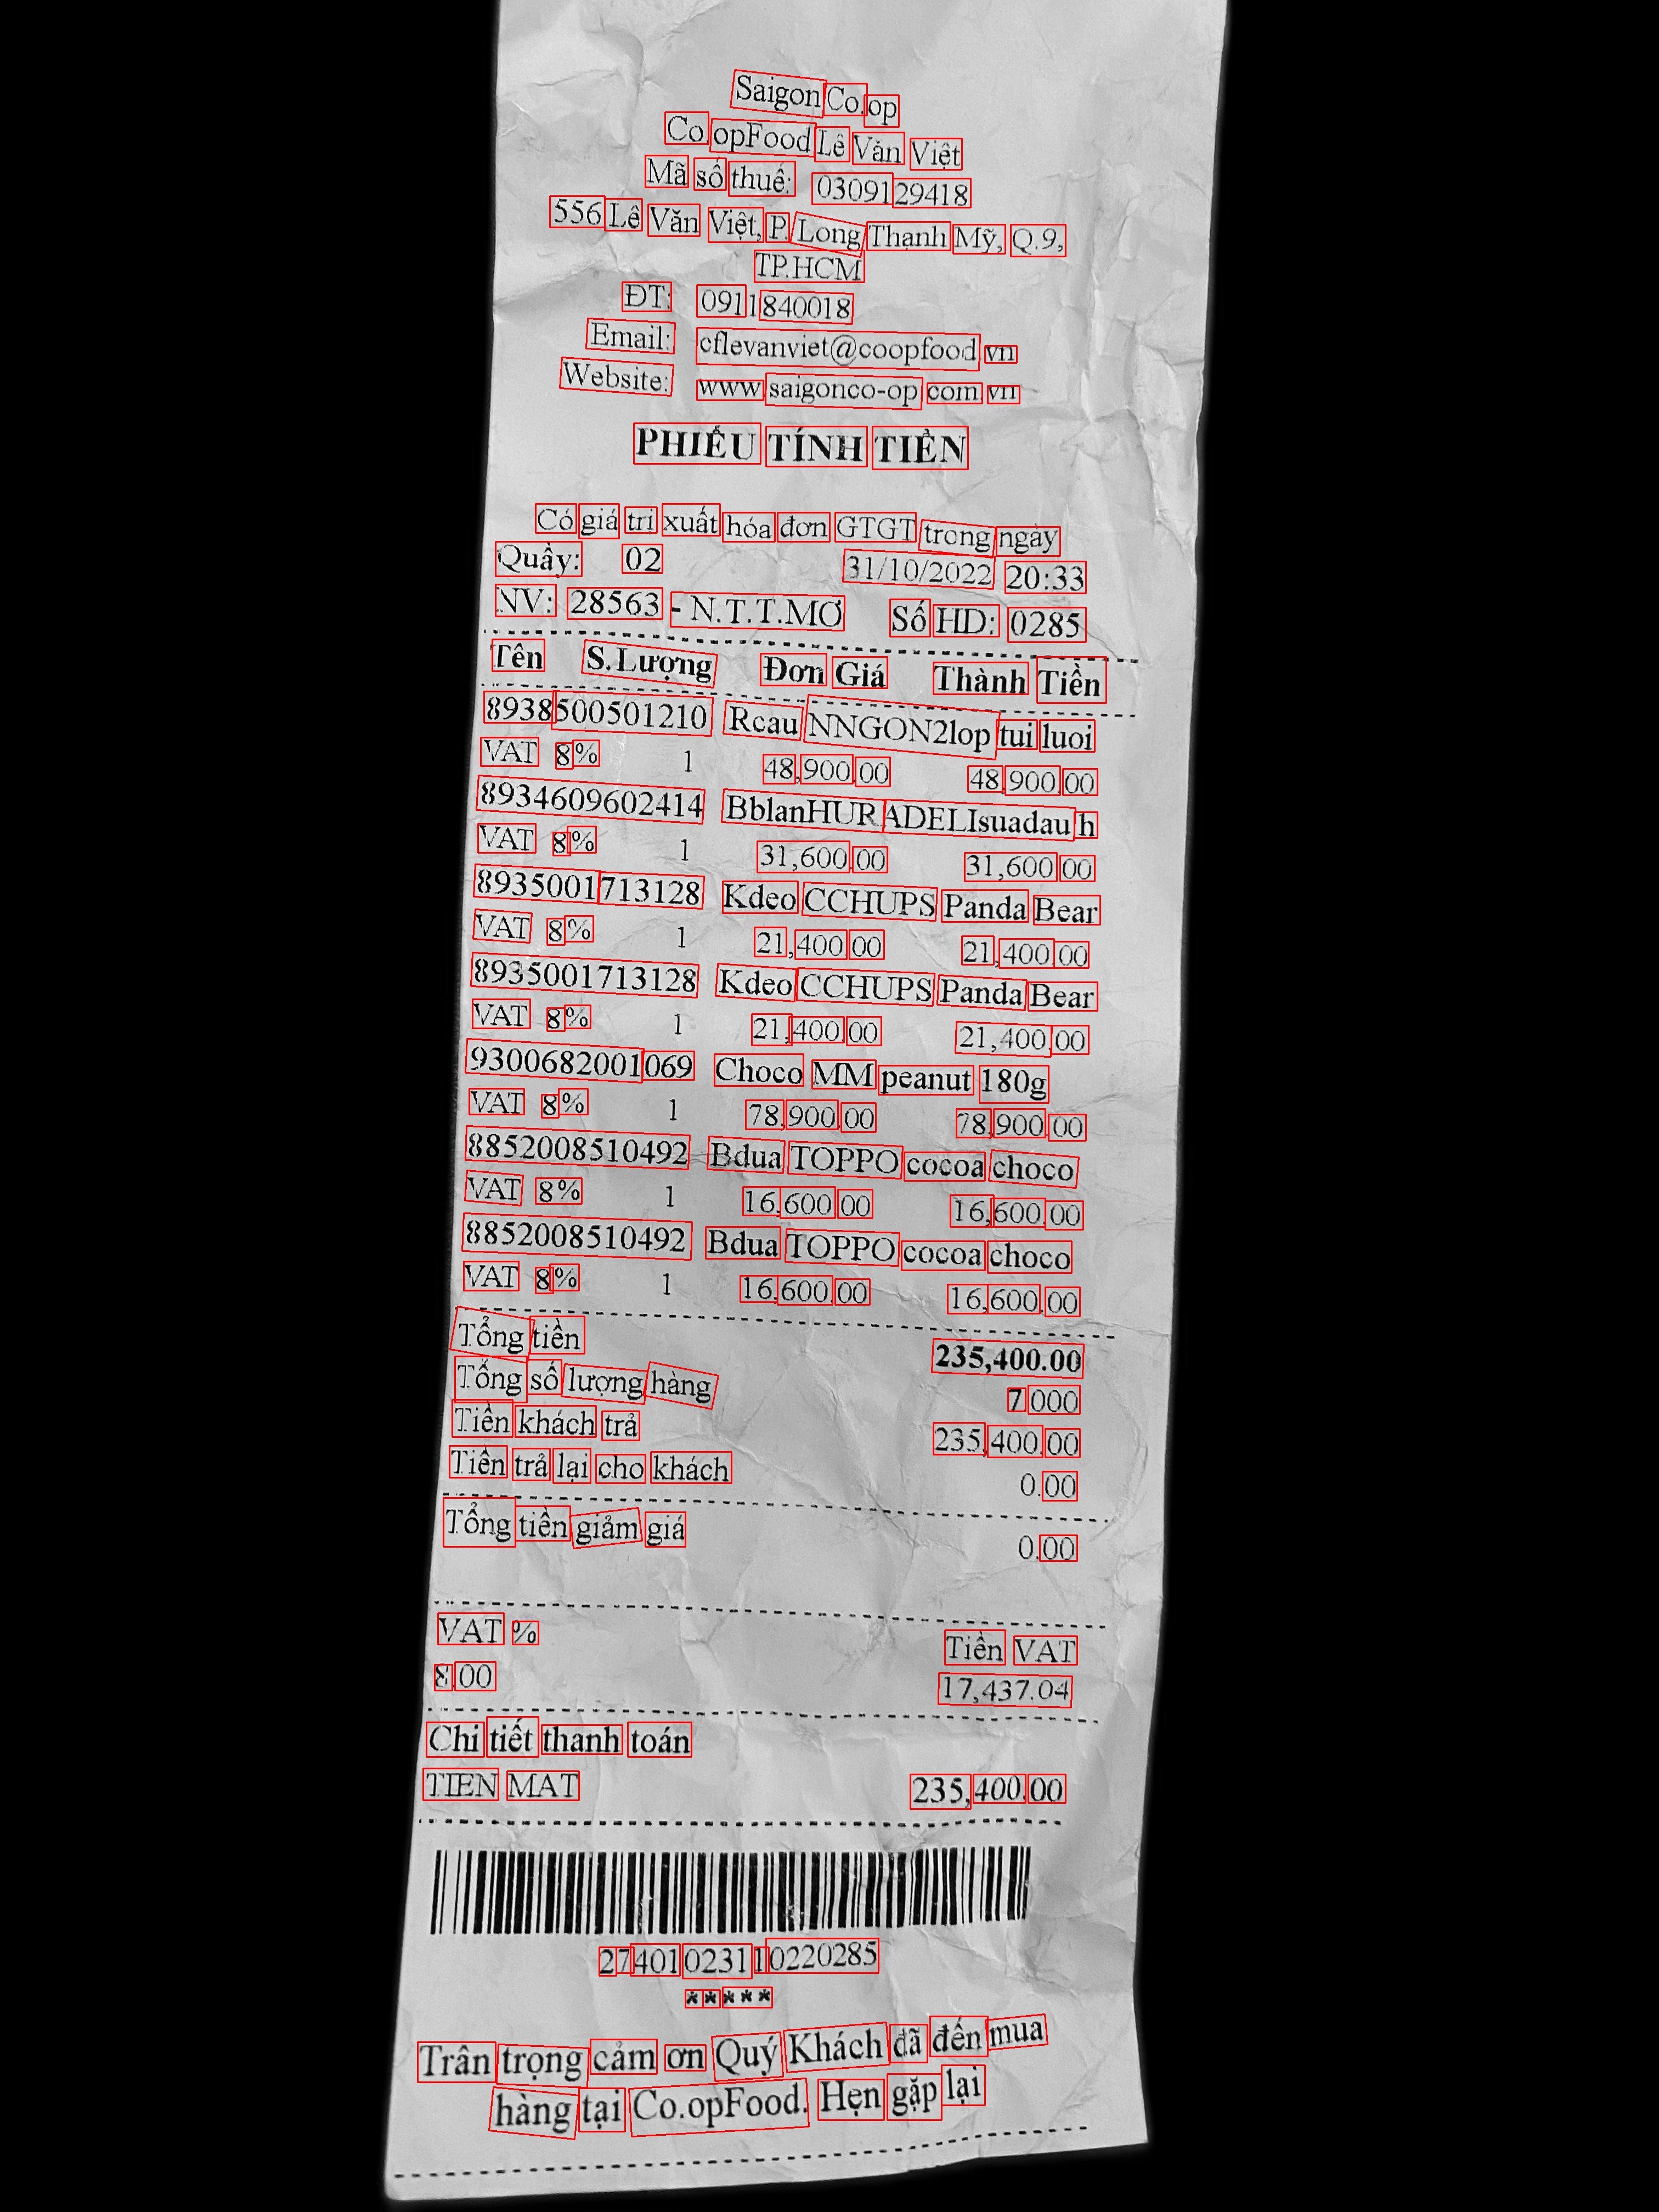 Saigon Co.op
Co.opFood Lê Văn Việt
Mã số thuế: 0309129418
556 Lê Văn Việt, P. Long Thạnh Mỹ, Q.9,
TP.HCM
ĐT: 0911840018
Email: cflevanviet@coopfood.vn
Website: www.saigonco-op.com.vn
PHIẾU TÍNH TIỀN
Có giá trị xuất hóa đơn GTGT trong ngày
Quầy: 02 31/10/2022 20:33
NV: 28563 - N.T.T.MƠ Số HD: 0285
Tên S.Lượng Đơn Giá Thành Tiền
8938500501210 Rcau NNGON2lop tui luoi
VAT 8% 1 48,900.00 48,900.00
8934609602414 BblanHURADELIsuadau h
VAT 8% 1 31,600.00 31,600.00
8935001713128 Kdeo CCHUPS Panda Bear
VAT 8% 1 21,400.00 21,400.00
8935001713128 Kdeo CCHUPS Panda Bear
VAT 8% 1 21,400.00 21,400.00
9300682001069 Choco MM peanut 180g
VAT 8% 1 78,900.00 78,900.00
8852008510492 Bdua TOPPO cocoa choco
VAT 8% 1 16,600.00 16,600.00
8852008510492 Bdua TOPPO cocoa choco
VAT 8% 1 16,600.00 16,600.00
Tổng tiền 235,400.00
Tổng số lượng hàng 7.000
Tiền khách trả 235,400.00
Tiền trả lại cho khách 0.00
Tổng tiền giảm giá 0.00
VAT % Tiền VAT
8.00 17,437.04
Chi tiết thanh toán
TIEN MAT 235,400.00
27401023110220285
*****
Trân trọng cảm ơn Quý Khách đã đến mua
hàng tại Co.opFood. Hẹn gặp lại